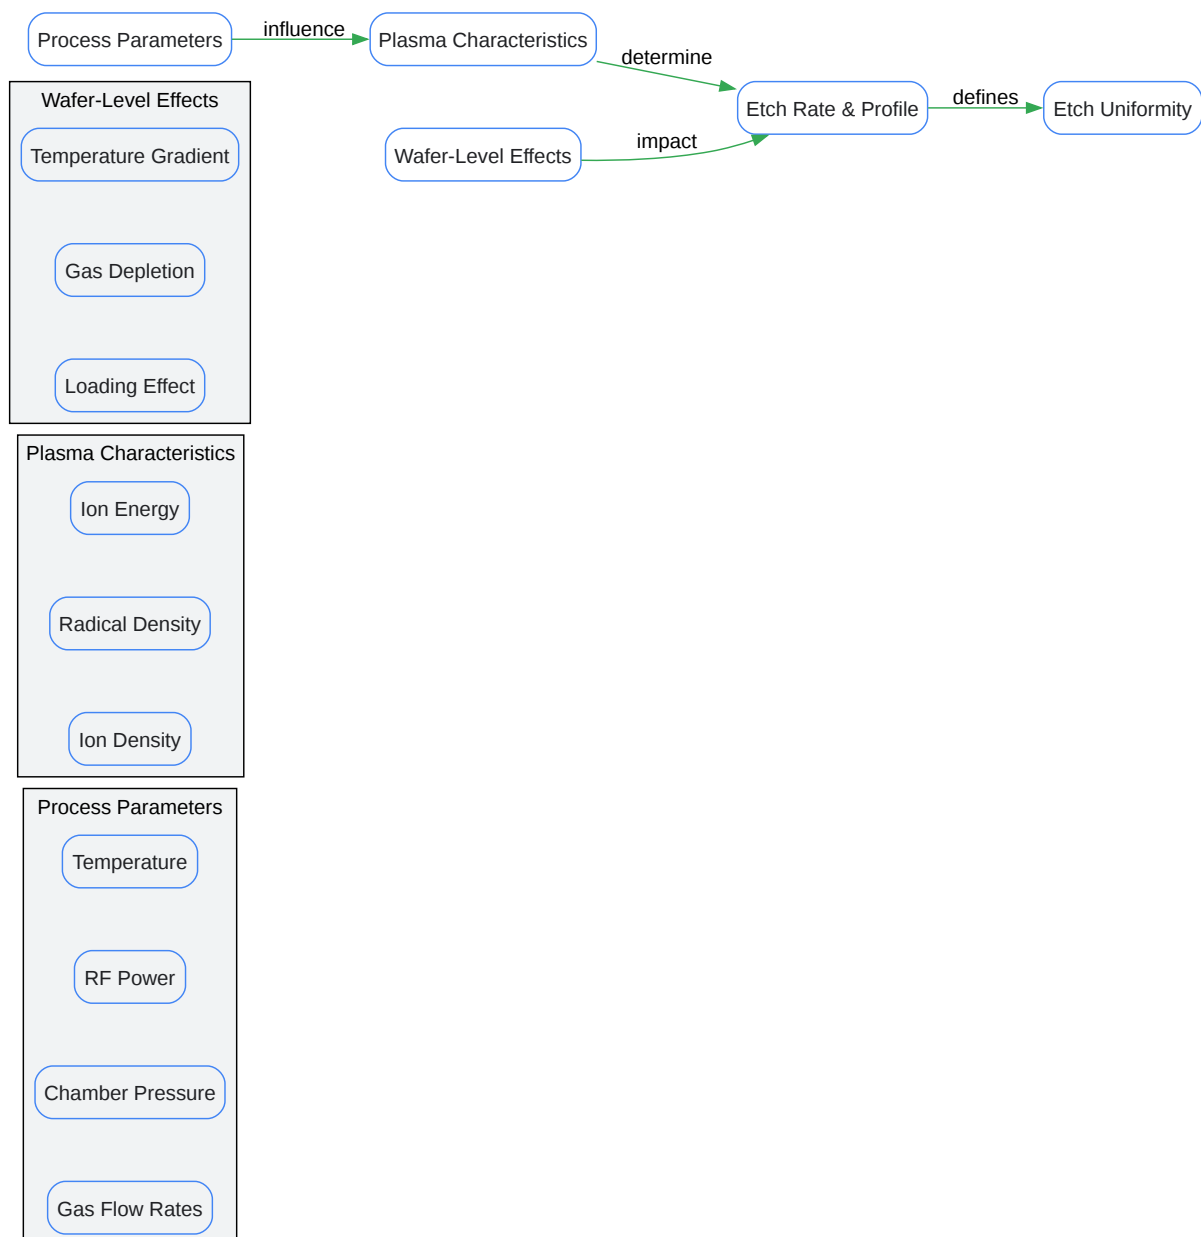 Process Parameters
influence
Plasma Characteristics
determine
Etch Rate & Profile
defines
Etch Uniformity
Wafer-Level Effects
impact
Wafer-Level Effects
Temperature Gradient
Gas Depletion
Loading Effect
Plasma Characteristics
Ion Energy
Radical Density
Ion Density
Process Parameters
Temperature
RF Power
Chamber Pressure
Gas Flow Rates